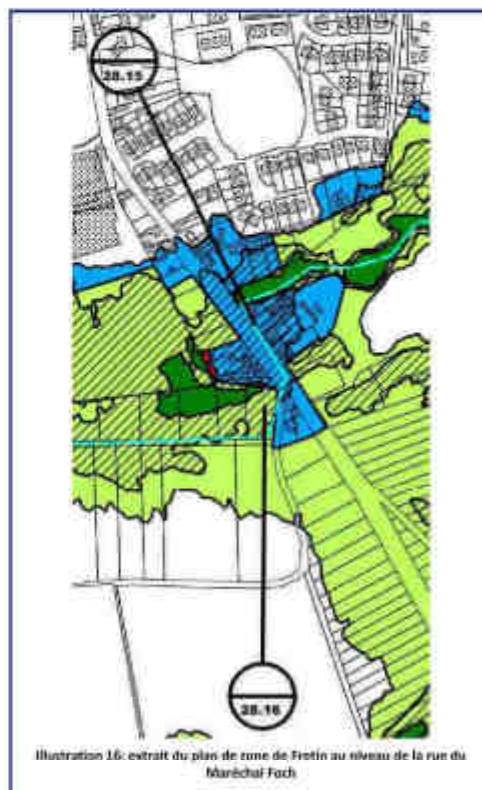 28.15
28.16
Illustration 16: extrait du plan de zone de Fretin au niveau de la rue du
Maréchal Foch